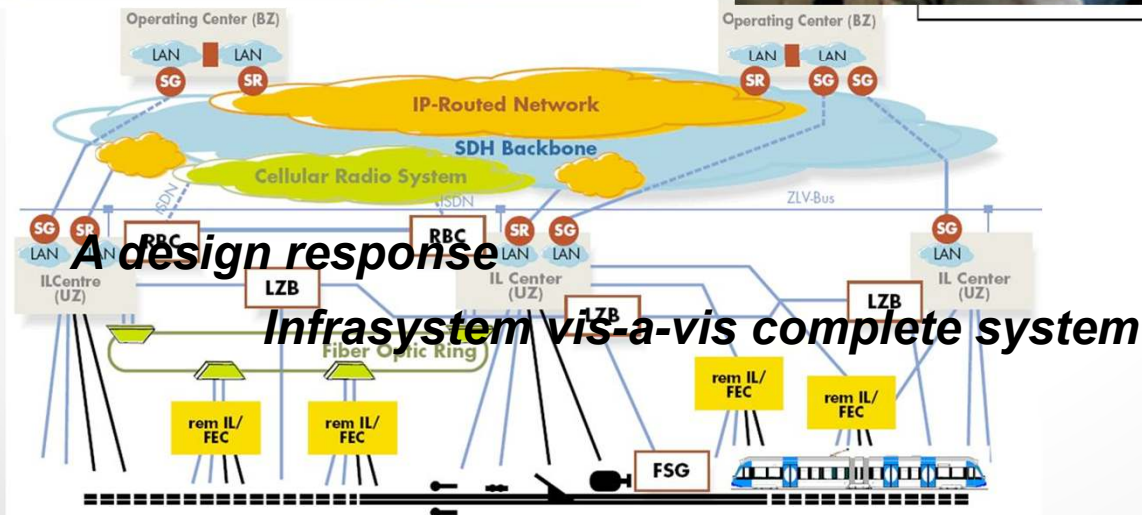 Operating Center (BZ)
Operating Center (BZ)
LAN
LAN
LAN
LAN
SG
SR
SR
SG
SG
IP-Routed Network
SDH Backbone
Cellular Radio System
ISDN
ISDN
ZLV-Bus
SG
SR
RBC
RBC
SR
SG
SG
LAN
LAN
LAN
LAN
LAN
A design response
ILCentre
(UZ)
IL Center
(UZ)
IL Center
(UZ)
LZB
LZB
LZB
Infrasystem vis-a-vis complete system
Fiber Optic Ring
rem IL/
FEC
rem IL/
FEC
rem IL/
FEC
rem IL/
FEC
FSG